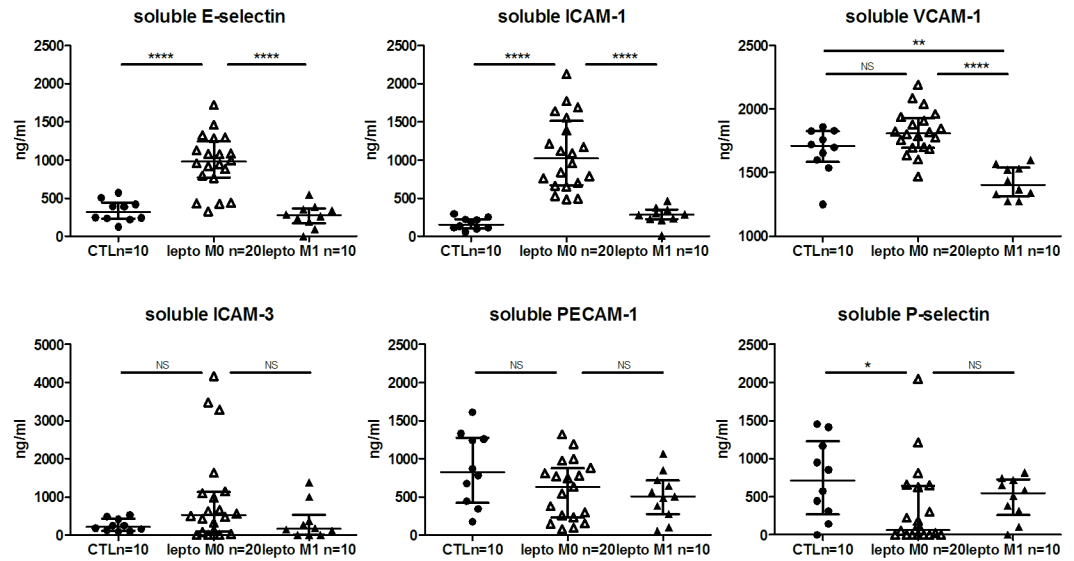 soluble E-selectin
ng/ml
2500
2000
1500
1000
500
0
****
****
CTLn=10
lepto M0 n=20
lepto M1 n=10
soluble ICAM-1
ng/ml
2500
2000
1500
1000
500
0
****
****
CTLn=10
lepto M0 n=20
lepto M1 n=10
soluble VCAM-1
ng/ml
2500
2000
1500
1000
**
NS
****
CTLn=10
lepto M0 n=20
lepto M1 n=10
soluble ICAM-3
ng/ml
5000
4000
3000
2000
1000
0
NS
NS
CTLn=10
lepto M0 n=20
lepto M1 n=10
soluble PECAM-1
ng/ml
2500
2000
1500
1000
500
0
NS
NS
CTLn=10
lepto M0 n=20
lepto M1 n=10
soluble P-selectin
ng/ml
2500
2000
1500
1000
500
0
*
NS
CTLn=10
lepto M0 n=20
lepto M1 n=10